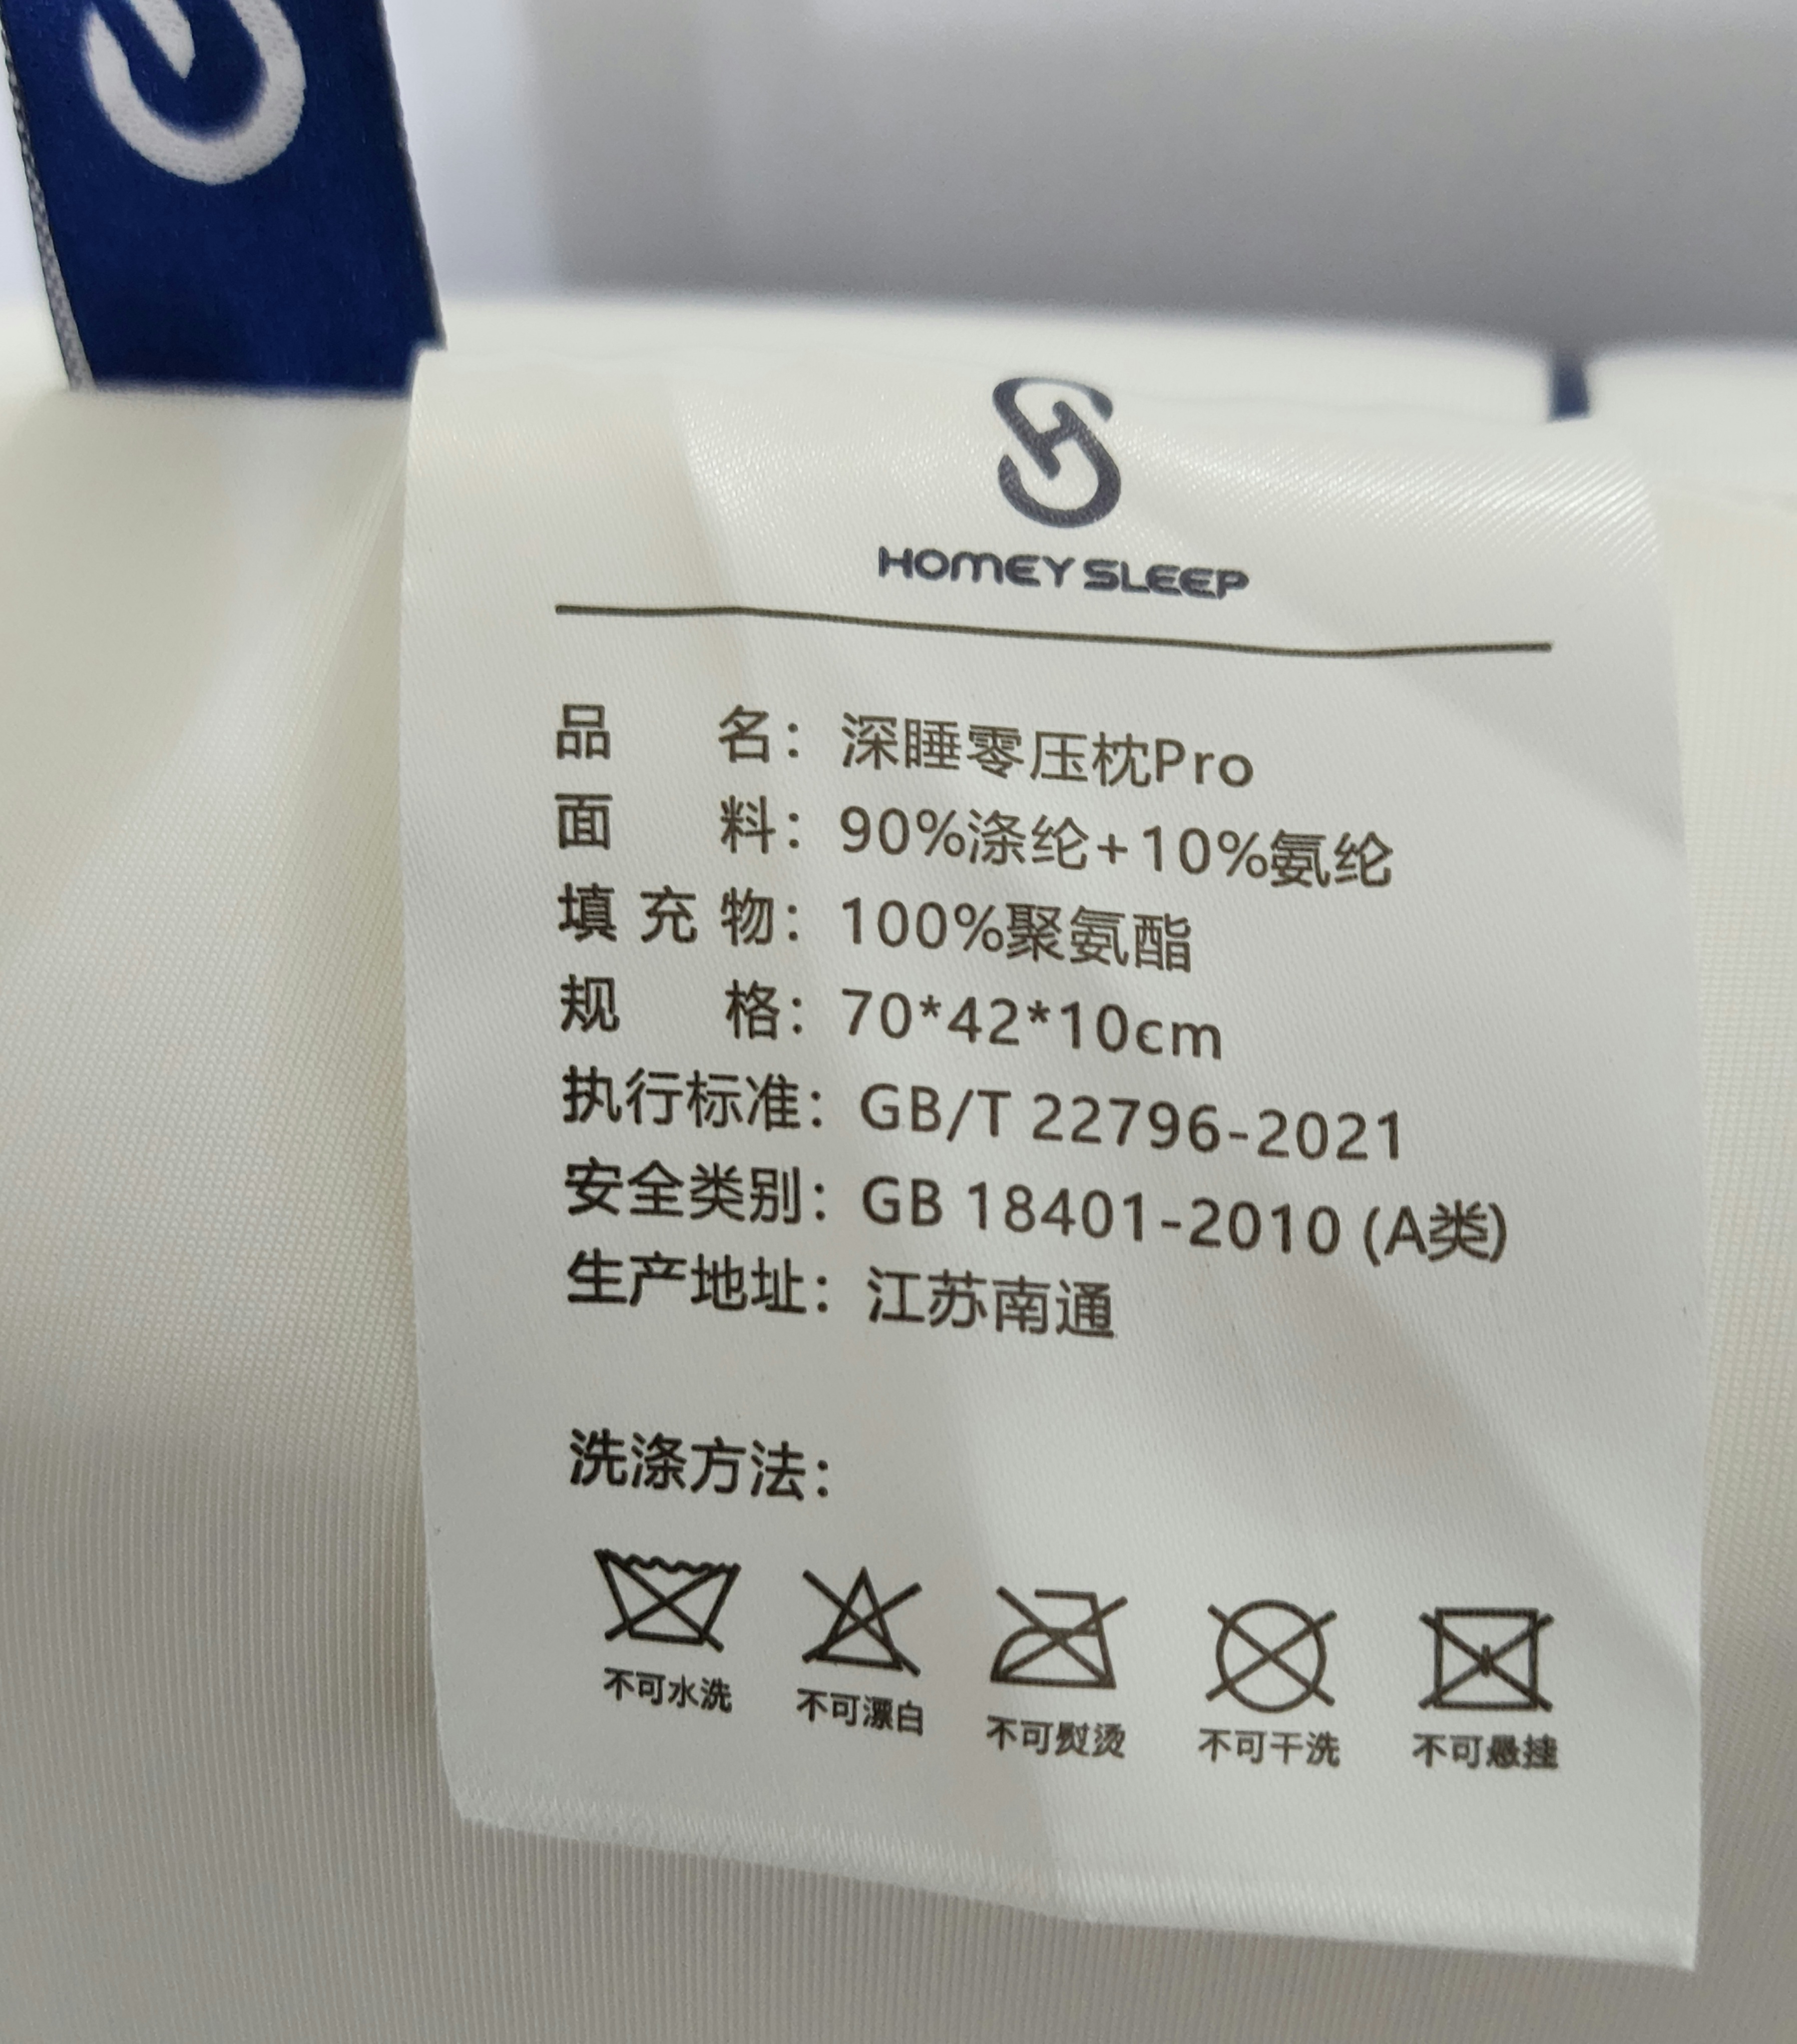 HOMEY SLEEP
品 名：深睡零压枕Pro
面 料：90%涤纶+10%氨纶
填充物：100%聚氨酯
规 格：70*42*10cm
执行标准：GB/T 22796-2021
安全类别：GB 18401-2010 (A类)
生产地址：江苏南通
洗涤方法：
不可水洗 不可漂白 不可熨烫 不可干洗 不可悬挂